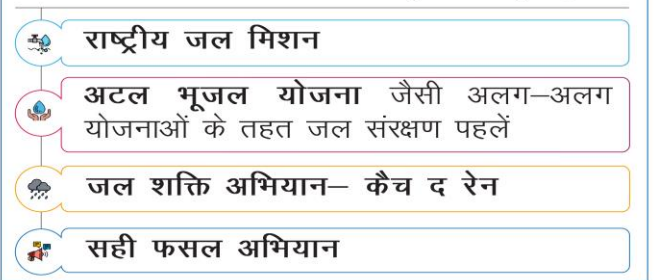 राष्ट्रीय जल मिशन
अटल भूजल योजना जैसी अलग–अलग
योजनाओं के तहत जल संरक्षण पहलें
जल शक्ति अभियान– कैच द रेन
सही फसल अभियान